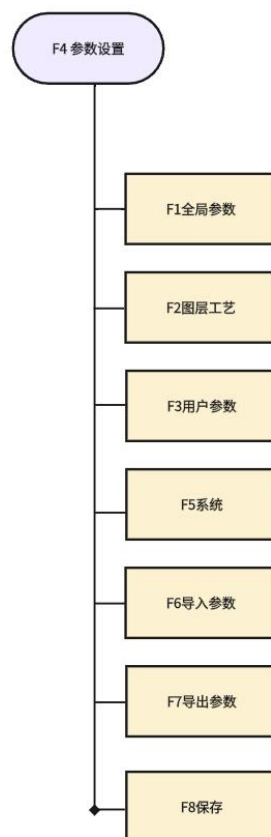 F4 参数设置
F1全局参数
F2图层工艺
F3用户参数
F5系统
F6导入参数
F7导出参数
F8保存